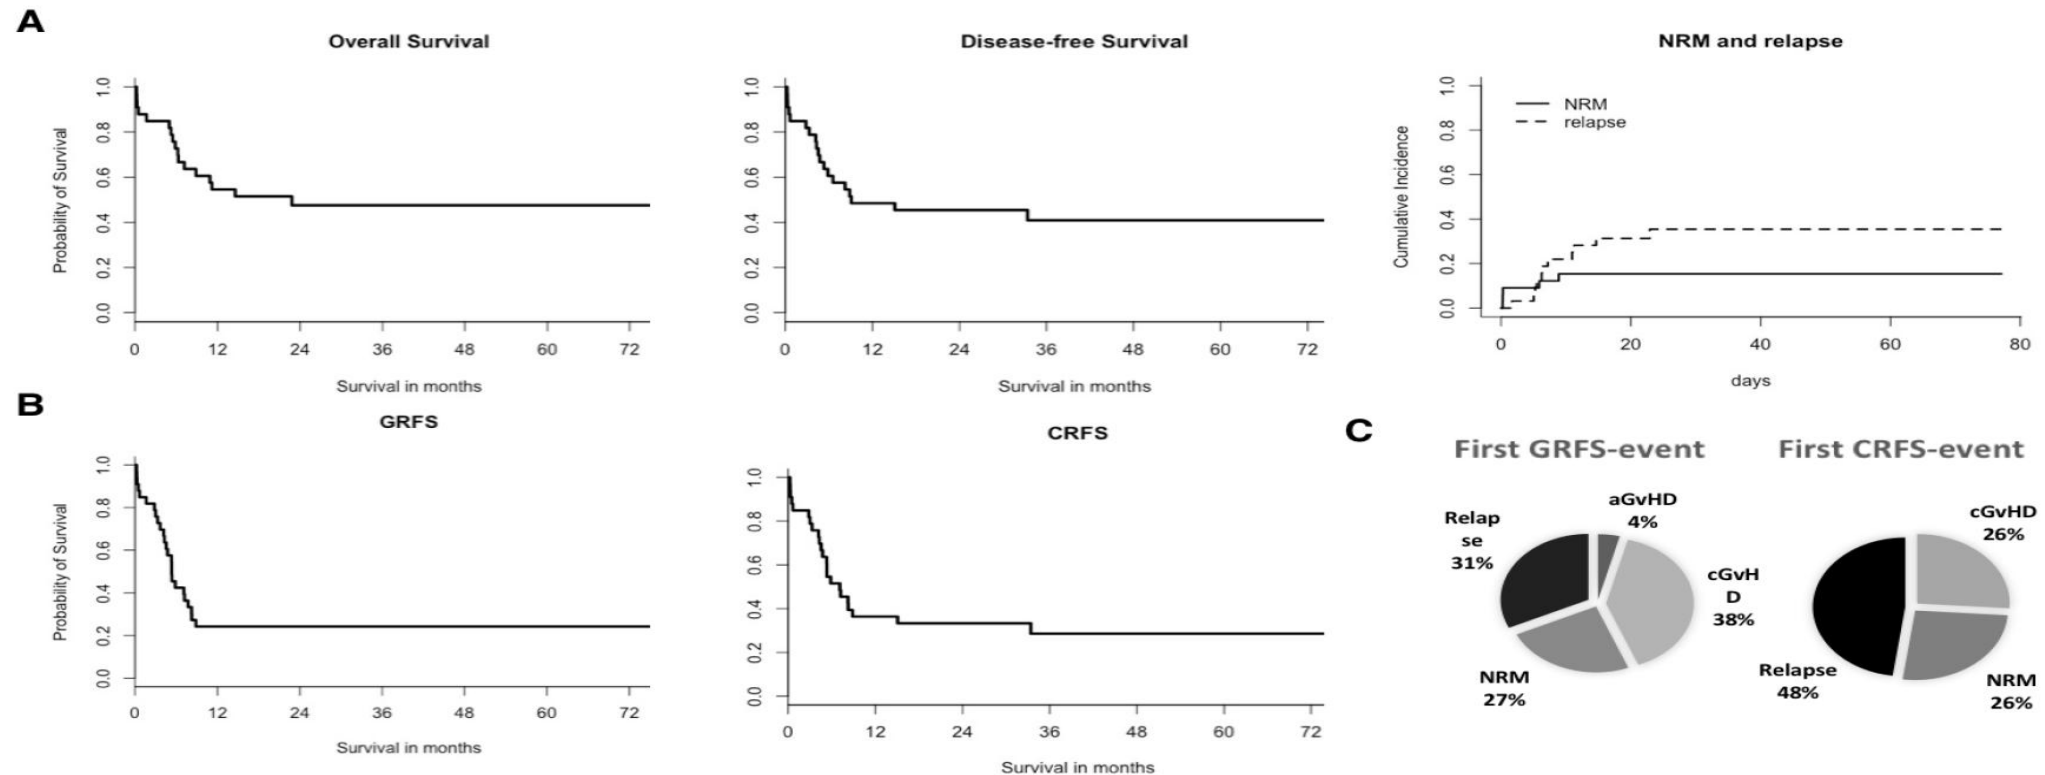 A
Overall Survival
Probability of Survival
1.0
0.8
0.6
0.4
0.2
0.0
0 12 24 36 48 60 72
Survival in months
Disease-free Survival
1.0
0.8
0.6
0.4
0.2
0.0
0 12 24 36 48 60 72
Survival in months
NRM and relapse
Cumulative Incidence
1.0
0.8
0.6
0.4
0.2
0.0
NRM
relapse
0 20 40 60 80
days
B
GRFS
Probability of Survival
1.0
0.8
0.6
0.4
0.2
0.0
0 12 24 36 48 60 72
Survival in months
CRFS
1.0
0.8
0.6
0.4
0.2
0.0
0 12 24 36 48 60 72
Survival in months
C
First GRFS-event
aGvHD
4%
cGvH
D
38%
NRM
27%
Relap
se
31%
First CRFS-event
cGvHD
26%
NRM
26%
Relapse
48%